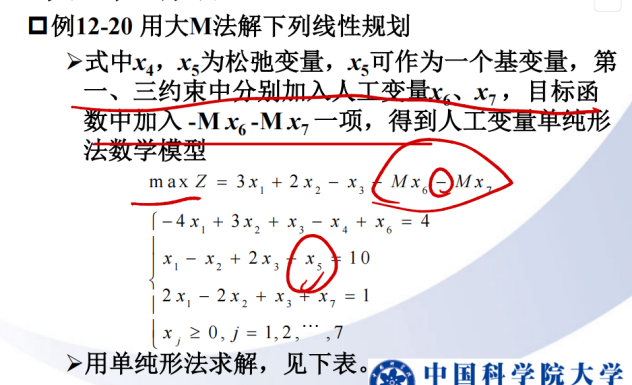 例12-20 用大M法解下列线性规划
式中x₄，x₅为松弛变量，x₅可作为一个基变量，第
一、三约束中分别加入人工变量x₆、x₇，目标函
数中加入 -M x₆ -M x₇ 一项，得到人工变量单纯形
法数学模型
max Z = 3x₁ + 2x₂ − x₃ − Mx₆ − Mx₇
−4x₁ + 3x₂ + x₃ − x₄ + x₆ = 4
x₁ − x₂ + 2x₃ + x₅ = 10
2x₁ − 2x₂ + x₃ + x₇ = 1
xⱼ ≥ 0, j = 1,2,⋯,7
用单纯形法求解，见下表。
中国科学院大学